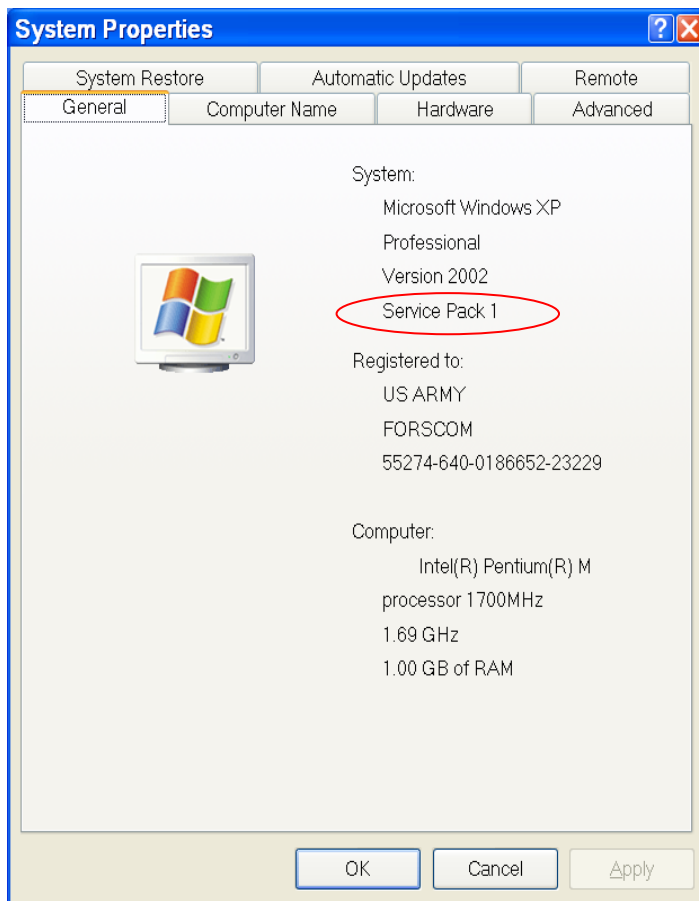 System Properties
System Restore
Automatic Updates
Remote
General
Computer Name
Hardware
Advanced
System:
Microsoft Windows XP
Professional
Version 2002
Service Pack 1
Registered to:
US ARMY
FORSCOM
55274-640-0186652-23229
Computer:
Intel(R) Pentium(R) M
processor 1700MHz
1.69 GHz
1.00 GB of RAM
OK
Cancel
Apply